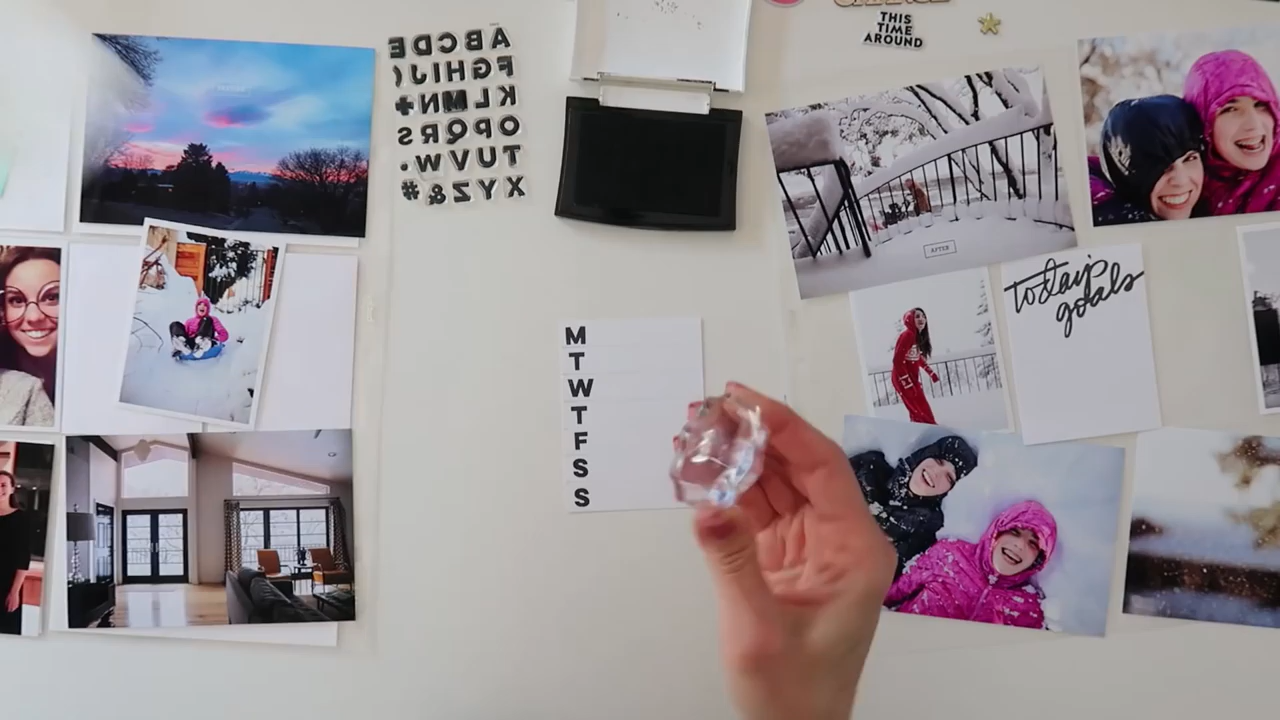 THIS
TIME
AROUND
ABCDE
FGHIJ(
KLMN+
OPQRS
TUVW.
XYZ&#
AFTER
today's
goals
M
T
W
T
F
S
S